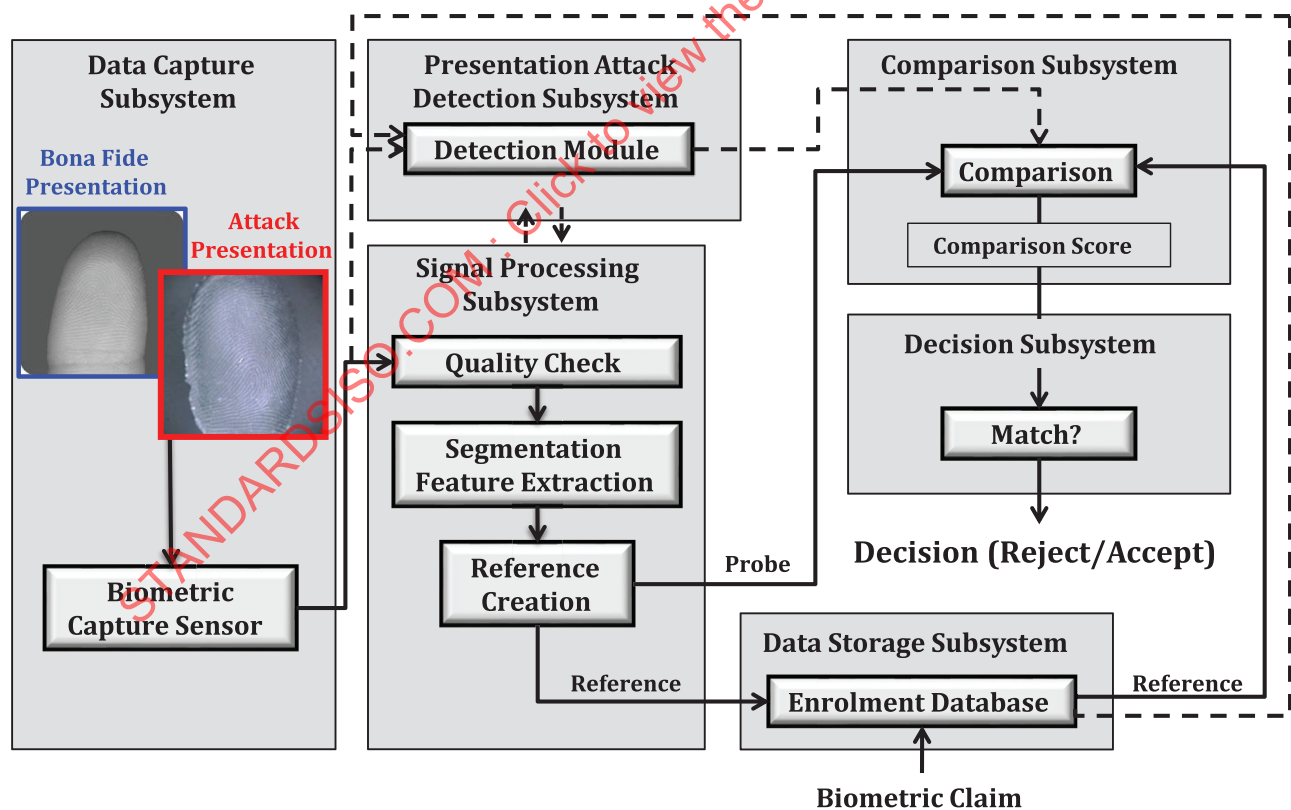 Data Capture
Subsystem
Bona Fide
Presentation
Attack
Presentation
Biometric
Capture Sensor
Presentation Attack
Detection Subsystem
Detection Module
Signal Processing
Subsystem
Quality Check
Segmentation
Feature Extraction
Reference
Creation
Probe
Reference
Comparison Subsystem
Comparison
Comparison Score
Decision Subsystem
Match?
Decision (Reject/Accept)
Data Storage Subsystem
Enrolment Database
Reference
Biometric Claim
STANDARDSISO.COM : Click to view the